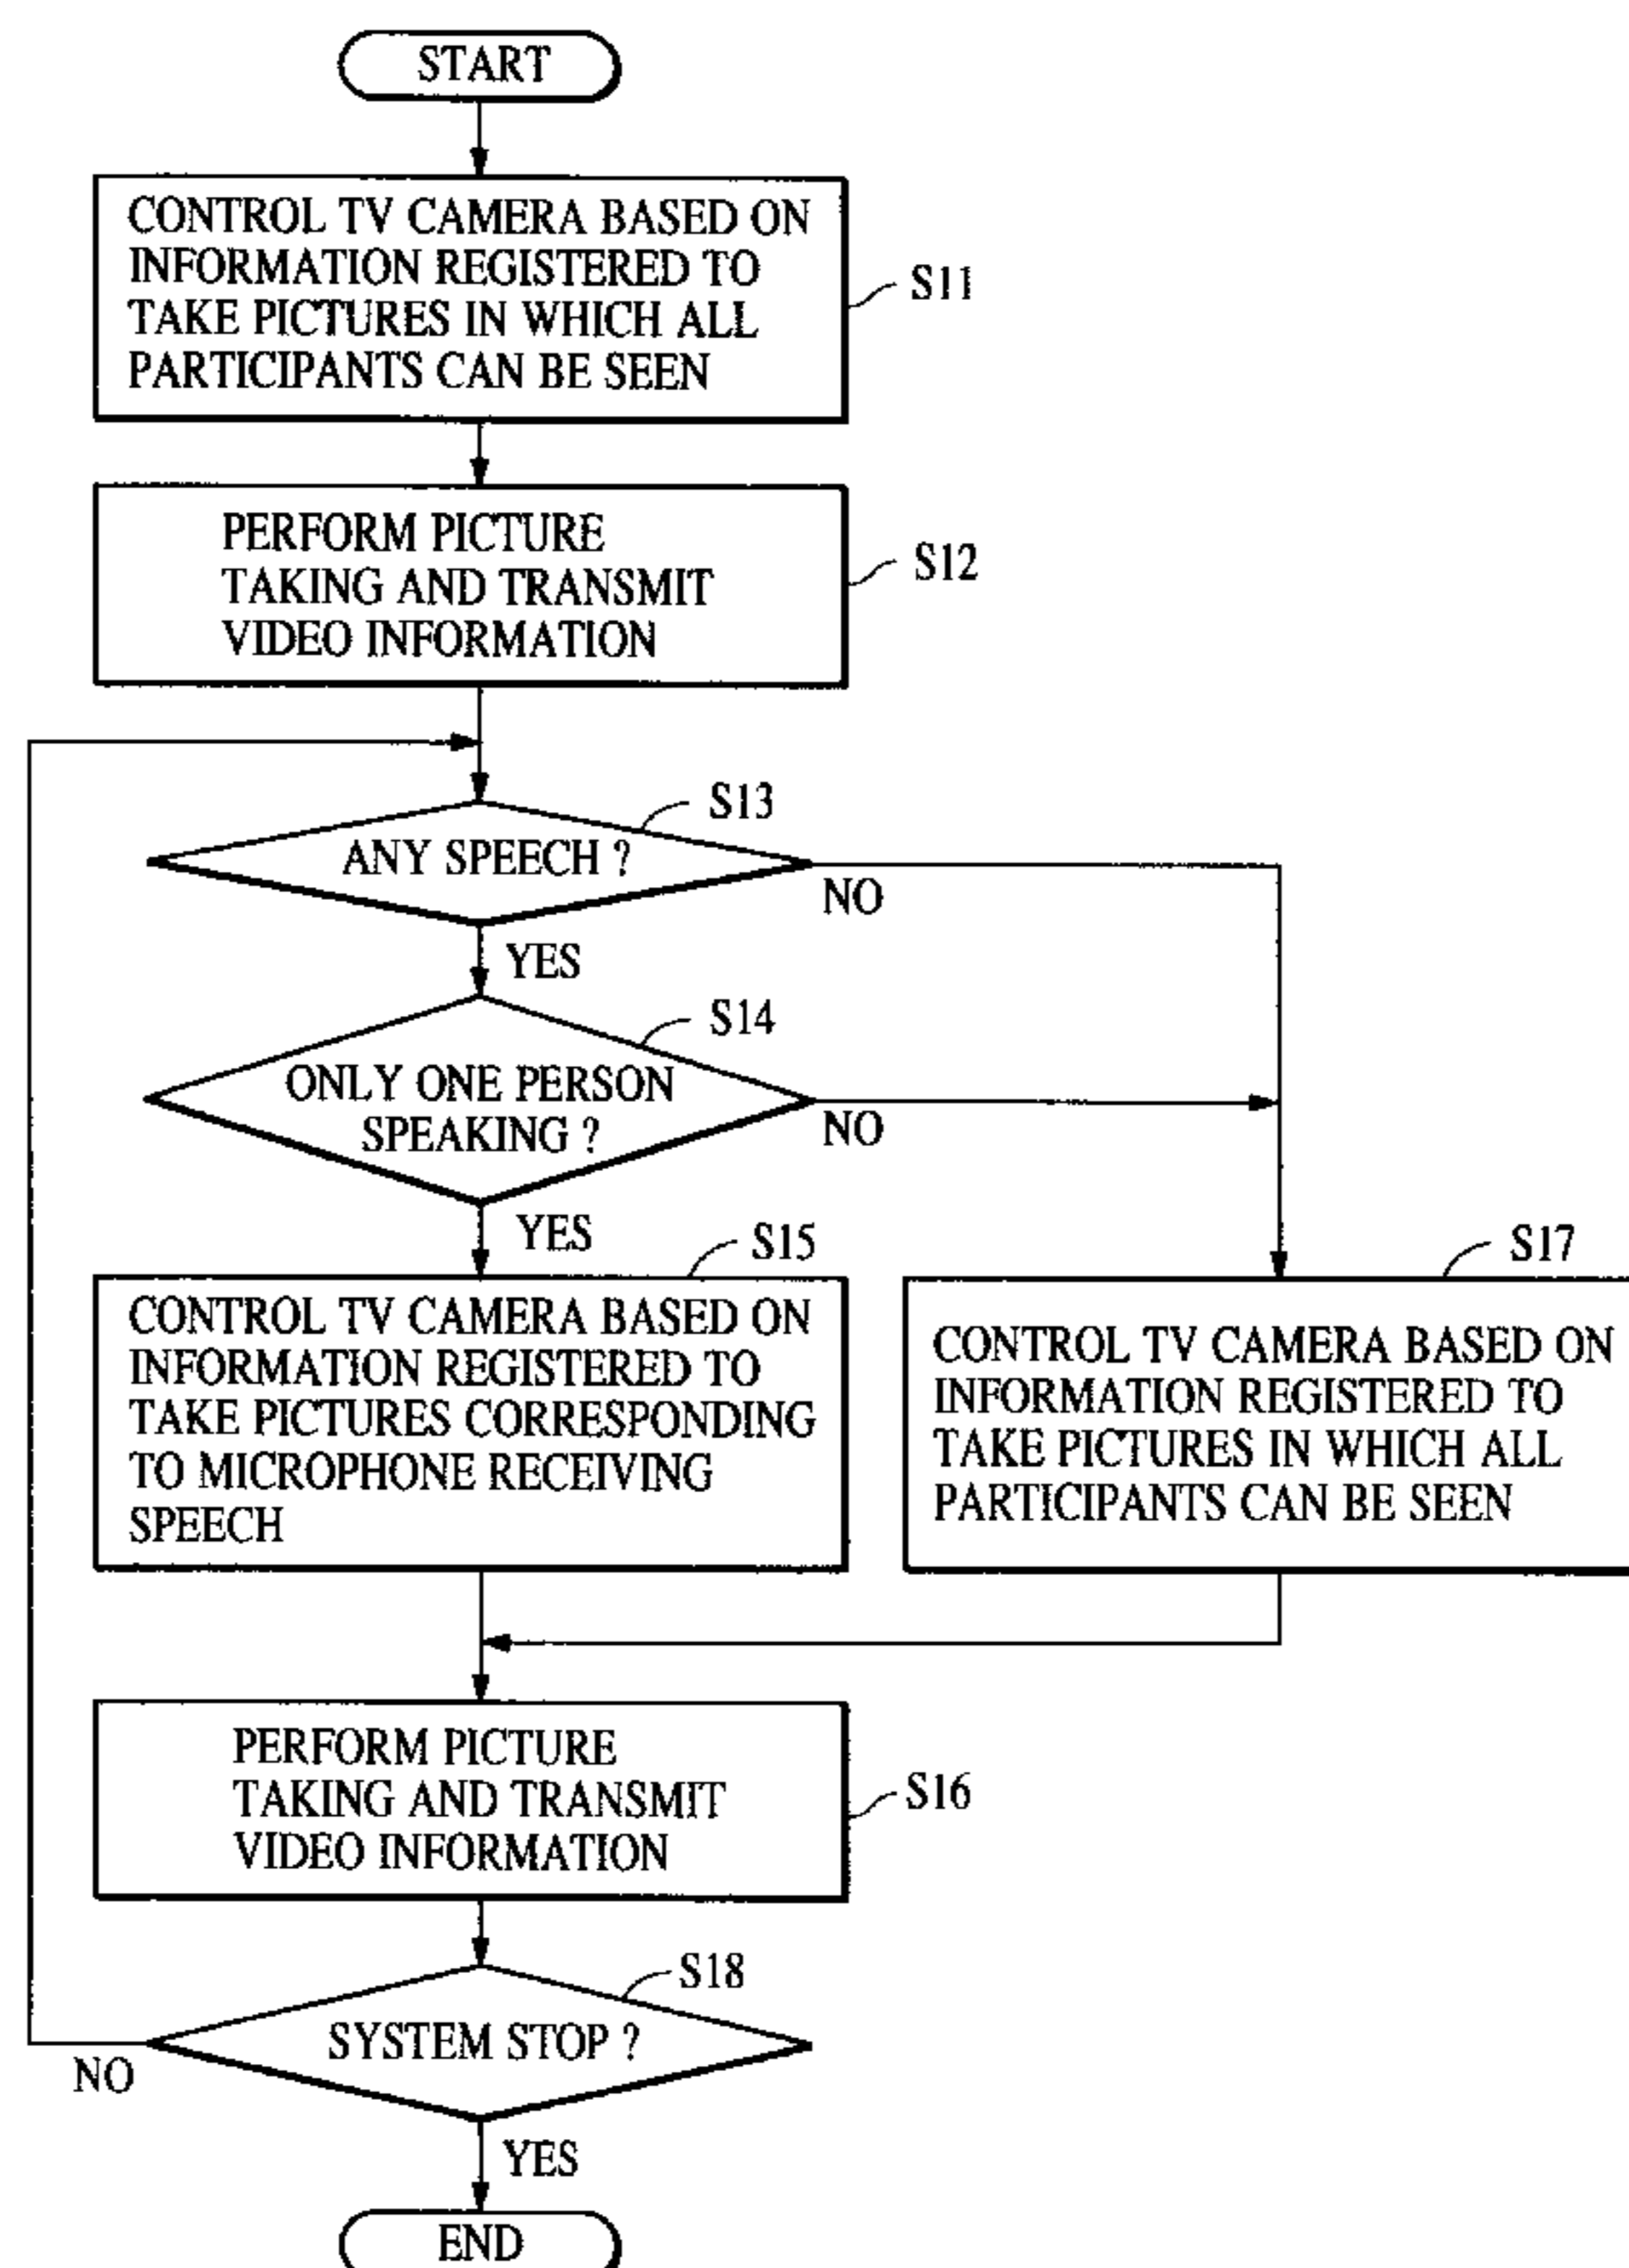 START
CONTROL TV CAMERA BASED ON
INFORMATION REGISTERED TO
TAKE PICTURES IN WHICH ALL
PARTICIPANTS CAN BE SEEN
S11
PERFORM PICTURE
TAKING AND TRANSMIT
VIDEO INFORMATION
S12
S13
ANY SPEECH ?
NO
YES
S14
ONLY ONE PERSON
SPEAKING ?
NO
YES
S15
CONTROL TV CAMERA BASED ON
INFORMATION REGISTERED TO
TAKE PICTURES CORRESPONDING
TO MICROPHONE RECEIVING
SPEECH
S17
CONTROL TV CAMERA BASED ON
INFORMATION REGISTERED TO
TAKE PICTURES IN WHICH ALL
PARTICIPANTS CAN BE SEEN
PERFORM PICTURE
TAKING AND TRANSMIT
VIDEO INFORMATION
S16
S18
SYSTEM STOP ?
NO
YES
END